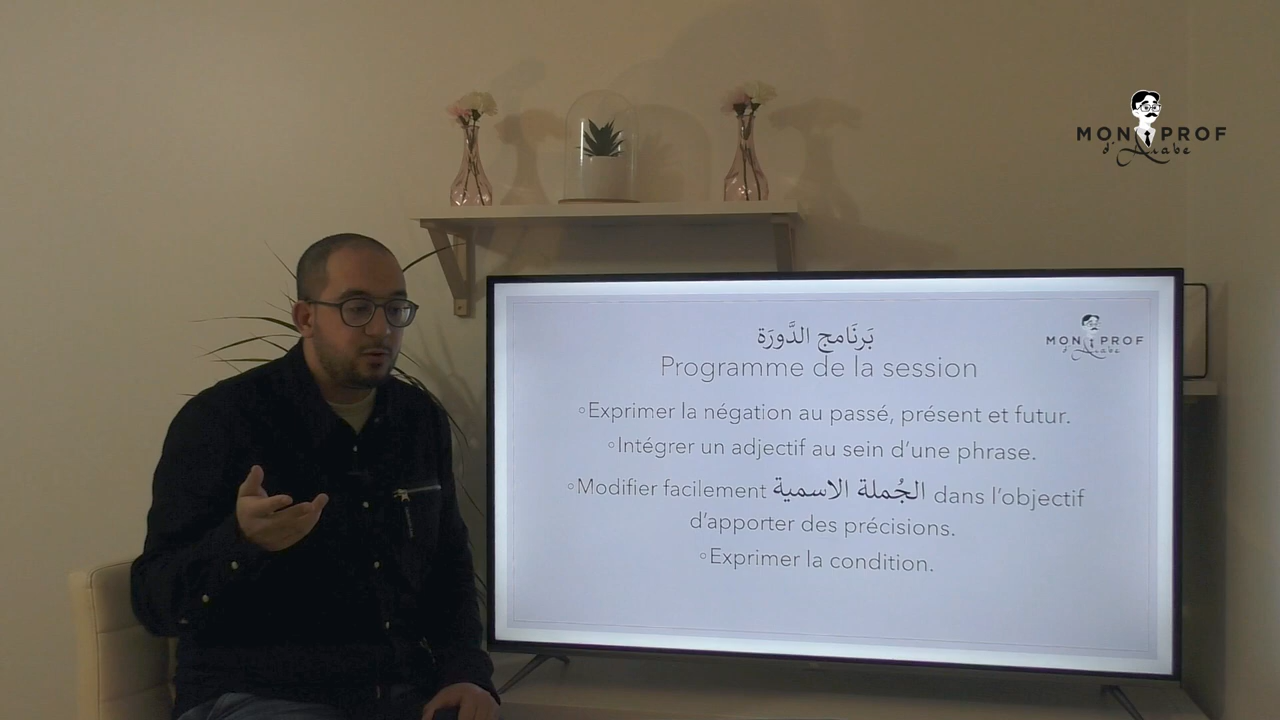 MON PROF
d'Arabe
بَرنَامج الدَّورَة
MON PROF
d'Arabe
Programme de la session
◦Exprimer la négation au passé, présent et futur.
◦Intégrer un adjectif au sein d'une phrase.
◦Modifier facilement الجُملة الاسمية dans l'objectif
d'apporter des précisions.
◦Exprimer la condition.